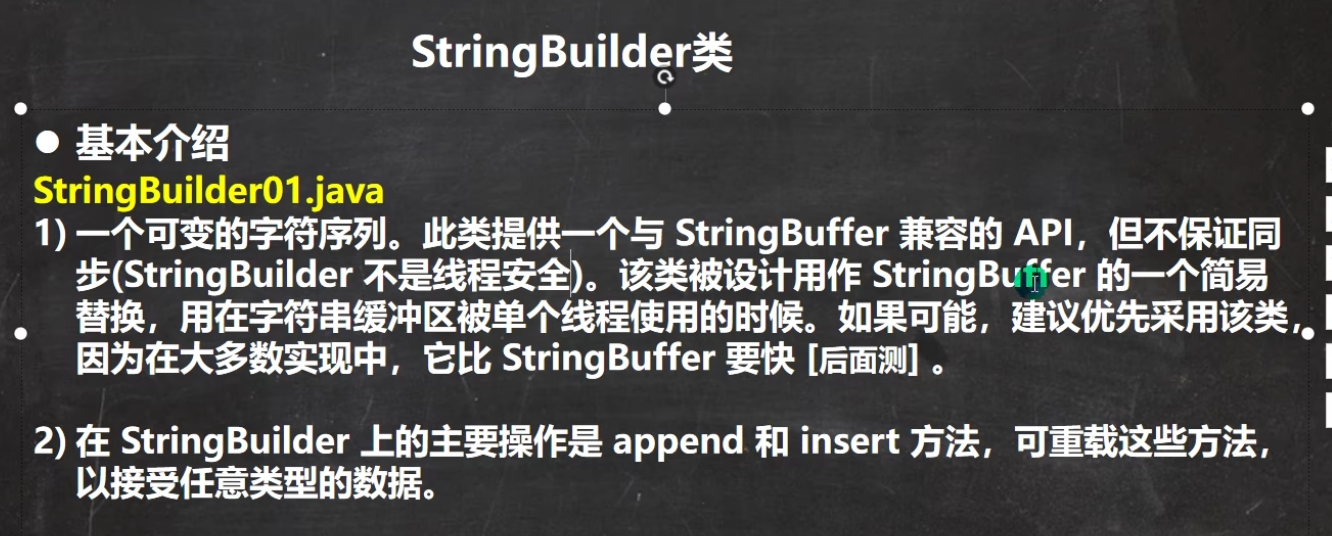 StringBuilder类
● 基本介绍
StringBuilder01.java
1) 一个可变的字符序列。此类提供一个与 StringBuffer 兼容的 API，但不保证同
步(StringBuilder 不是线程安全)。该类被设计用作 StringBuffer 的一个简易
替换，用在字符串缓冲区被单个线程使用的时候。如果可能，建议优先采用该类，
因为在大多数实现中，它比 StringBuffer 要快 [后面测] 。
2) 在 StringBuilder 上的主要操作是 append 和 insert 方法，可重载这些方法，
以接受任意类型的数据。